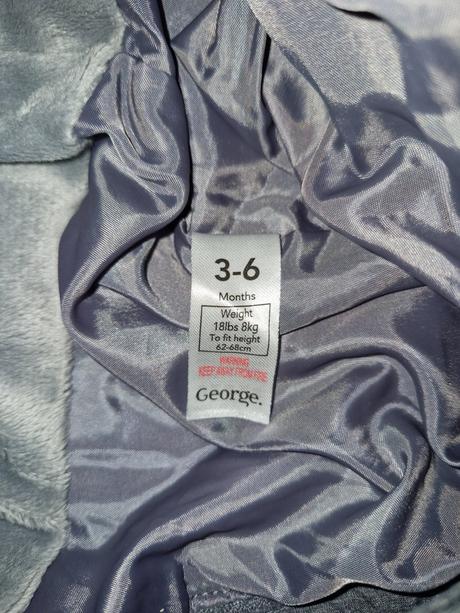 3-6
Months
Weight
18lbs 8kg
To fit height
62-68cm
WARNING
KEEP AWAY FROM FIRE
George.